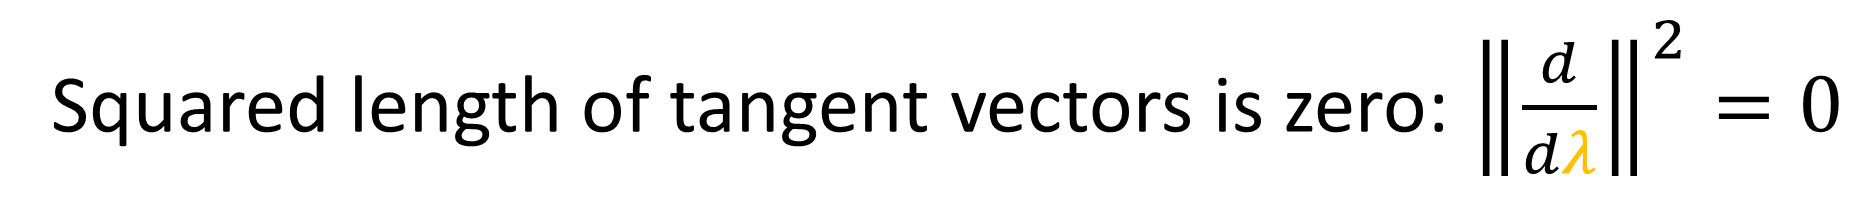 Squared length of tangent vectors is zero: ‖d/dλ‖² = 0